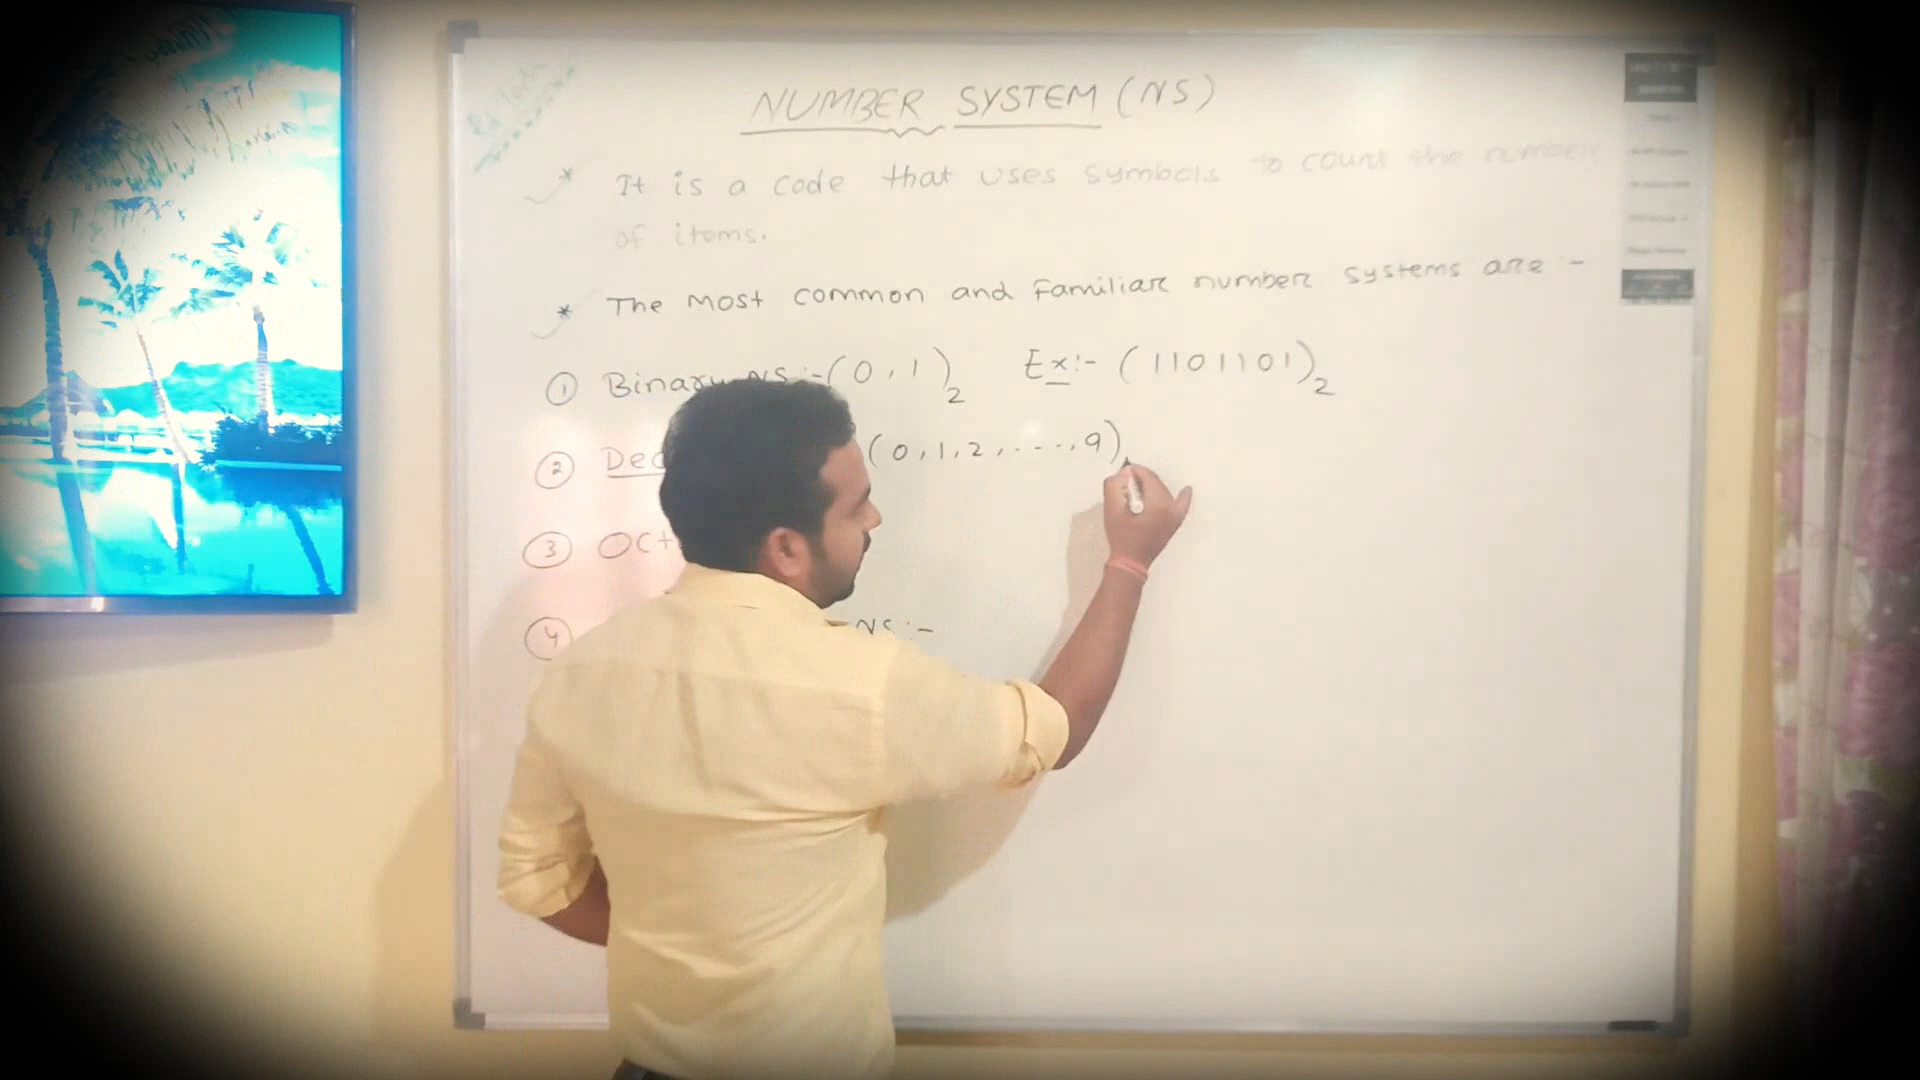 NUMBER SYSTEM (NS)
* It is a code that uses symbols to count the number
of items.
* The most common and familiar number systems are :-
① Binary NS :- (0, 1)2 Ex:- (1101101)2
② Dec (0, 1, 2, ...., 9)
③ Oct
④ NS :-